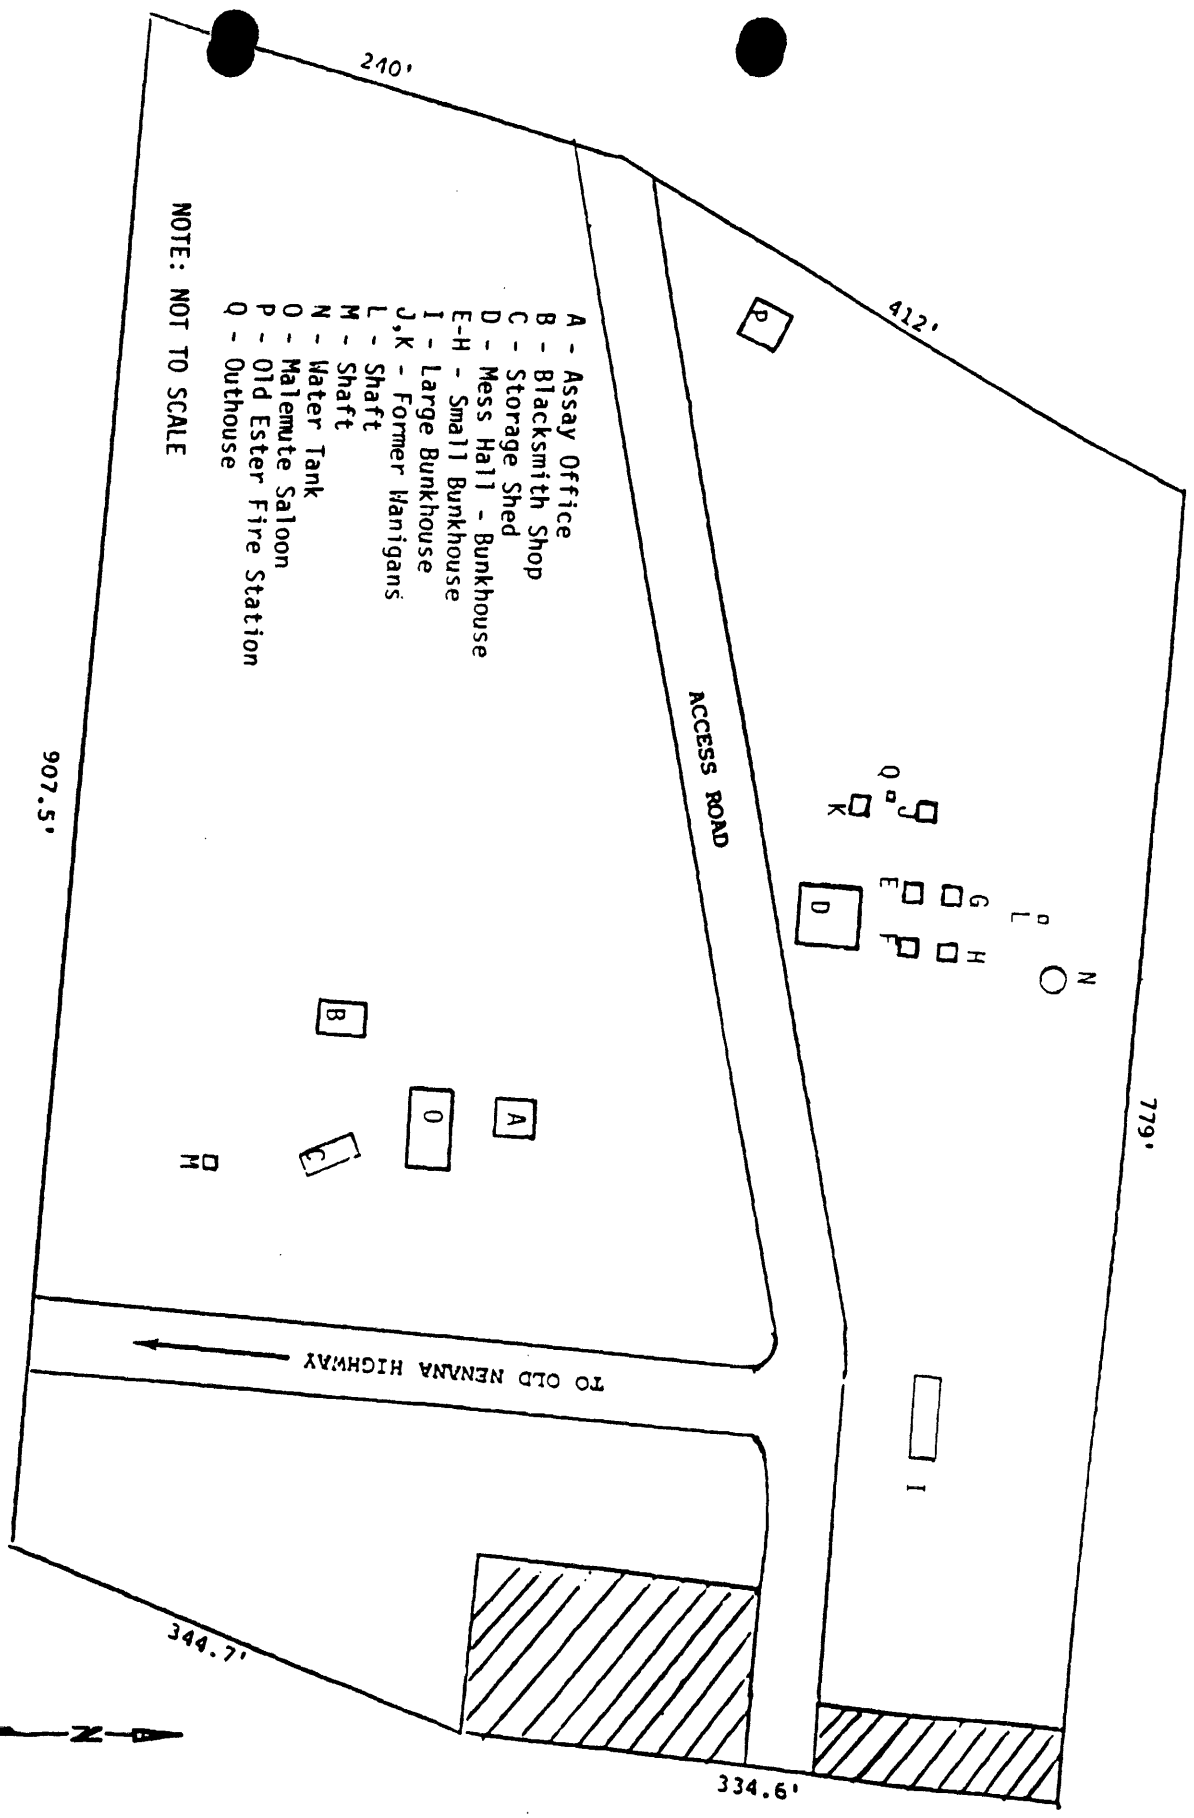 240'
412'
779'
907.5'
344.7'
334.6'
ACCESS ROAD
TO OLD NENANA HIGHWAY
A - Assay Office
B - Blacksmith Shop
C - Storage Shed
D - Mess Hall - Bunkhouse
E-H - Small Bunkhouse
I - Large Bunkhouse
J,K - Former Wanigans
L - Shaft
M - Shaft
N - Water Tank
O - Malemute Saloon
P - Old Ester Fire Station
Q - Outhouse
NOTE: NOT TO SCALE
P
Q
J
K
E
G
L
N
D
F
H
B
O
A
C
M
I
N